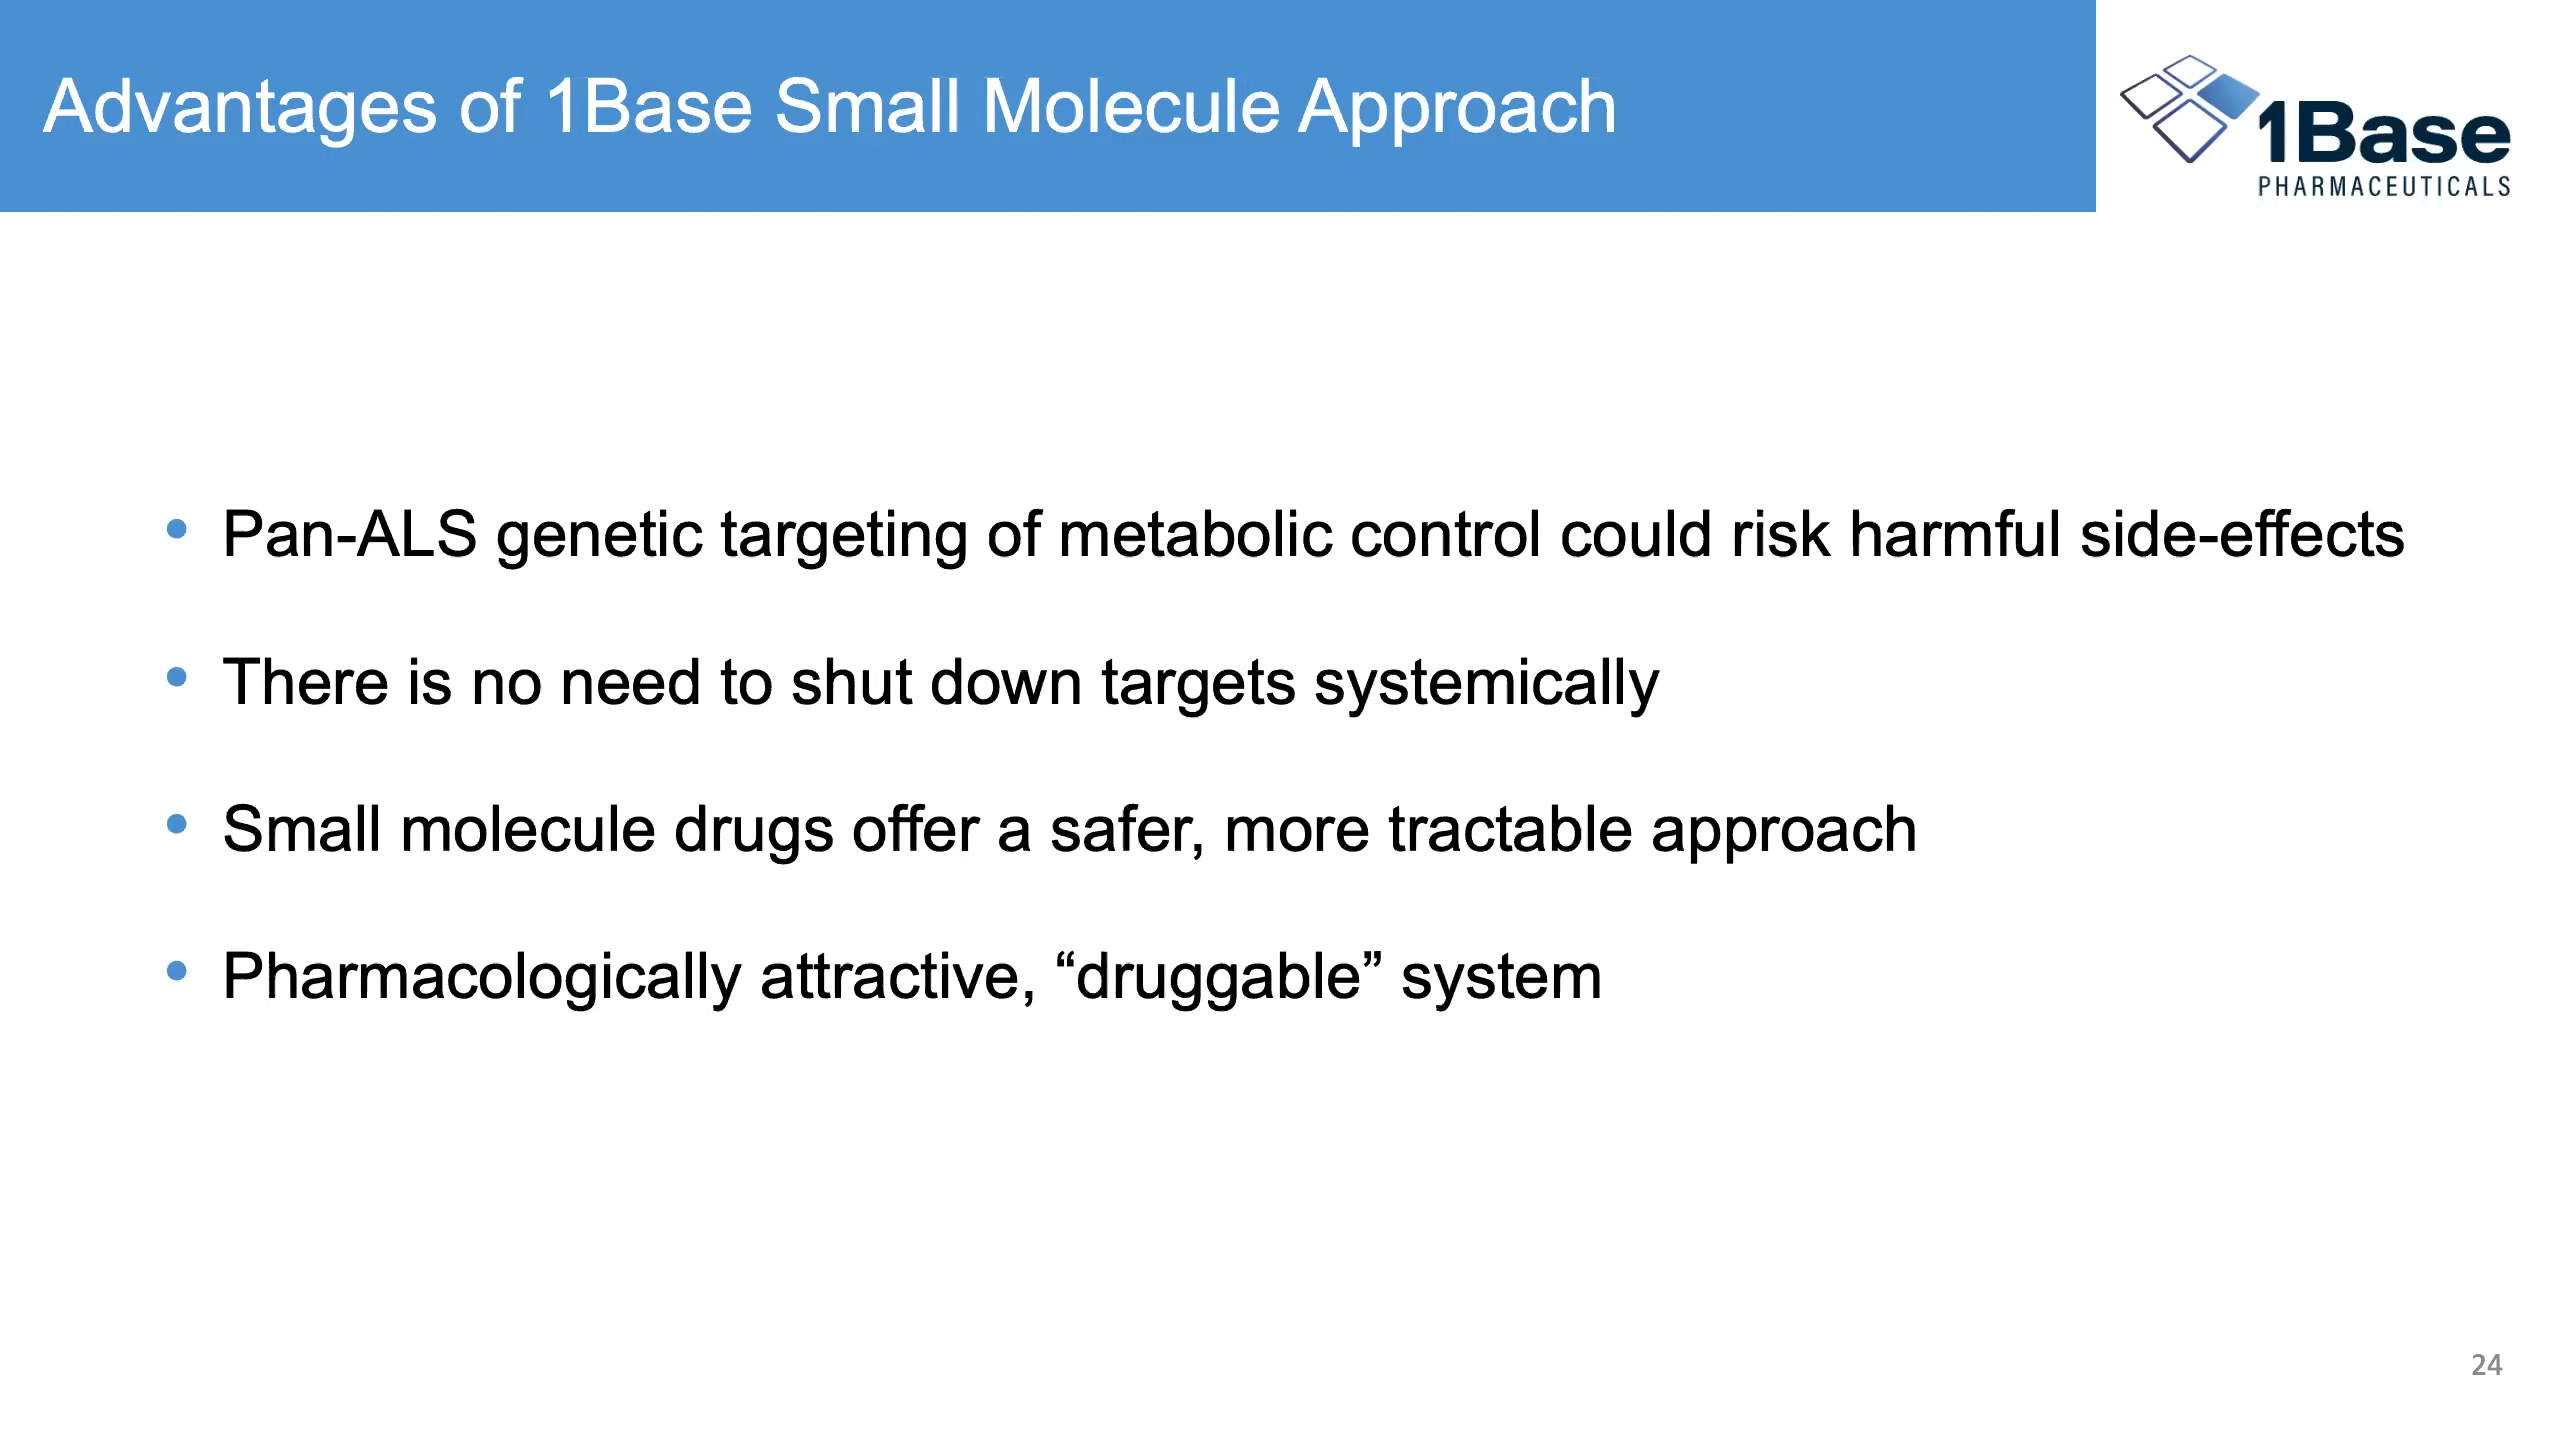 Advantages of 1Base Small Molecule Approach
1Base
PHARMACEUTICALS
• Pan-ALS genetic targeting of metabolic control could risk harmful side-effects
• There is no need to shut down targets systemically
• Small molecule drugs offer a safer, more tractable approach
• Pharmacologically attractive, “druggable” system
24